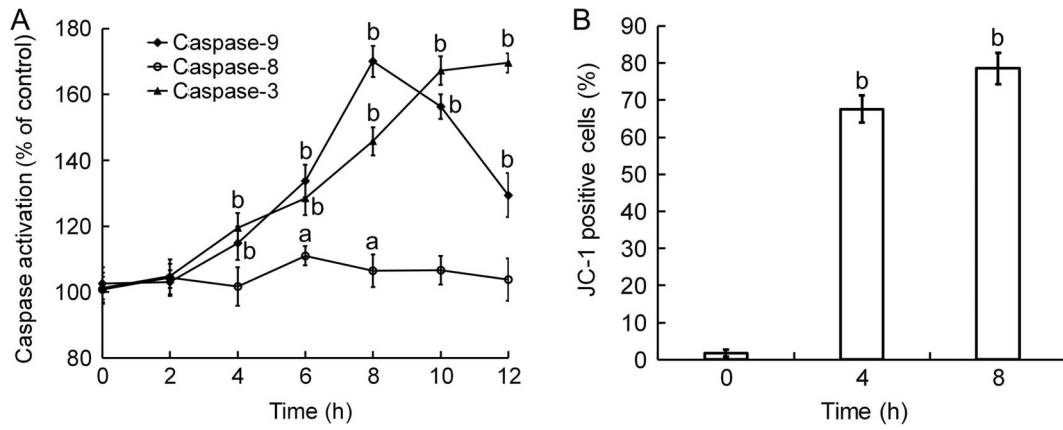 A
Caspase activation (% of control)
180
160
140
120
100
80
Caspase-9
Caspase-8
Caspase-3
b
b
b
b
b
b
b
b
b
b
a
a
0
2
4
6
8
10
12
Time (h)
B
JC-1 positive cells (%)
90
80
70
60
50
40
30
20
10
0
b
b
0
4
8
Time (h)